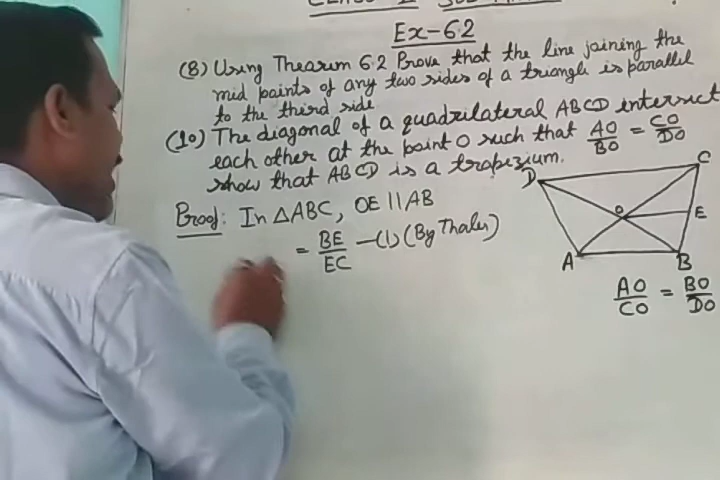 Ex-6.2
(8) Using Thearem 6.2 Prove that the line joining the
mid points of any two sides of a triangle is parallel
to the third side
(10) The diagonal of a quadrilateral ABCD intersect
each other at the point O such that AO/BO = CO/DO
show that ABCD is a trapezium.
Proof: In △ABC, OE || AB
= BE/EC —(1) (By Thales)
D
C
O
E
A
B
AO/CO = BO/DO